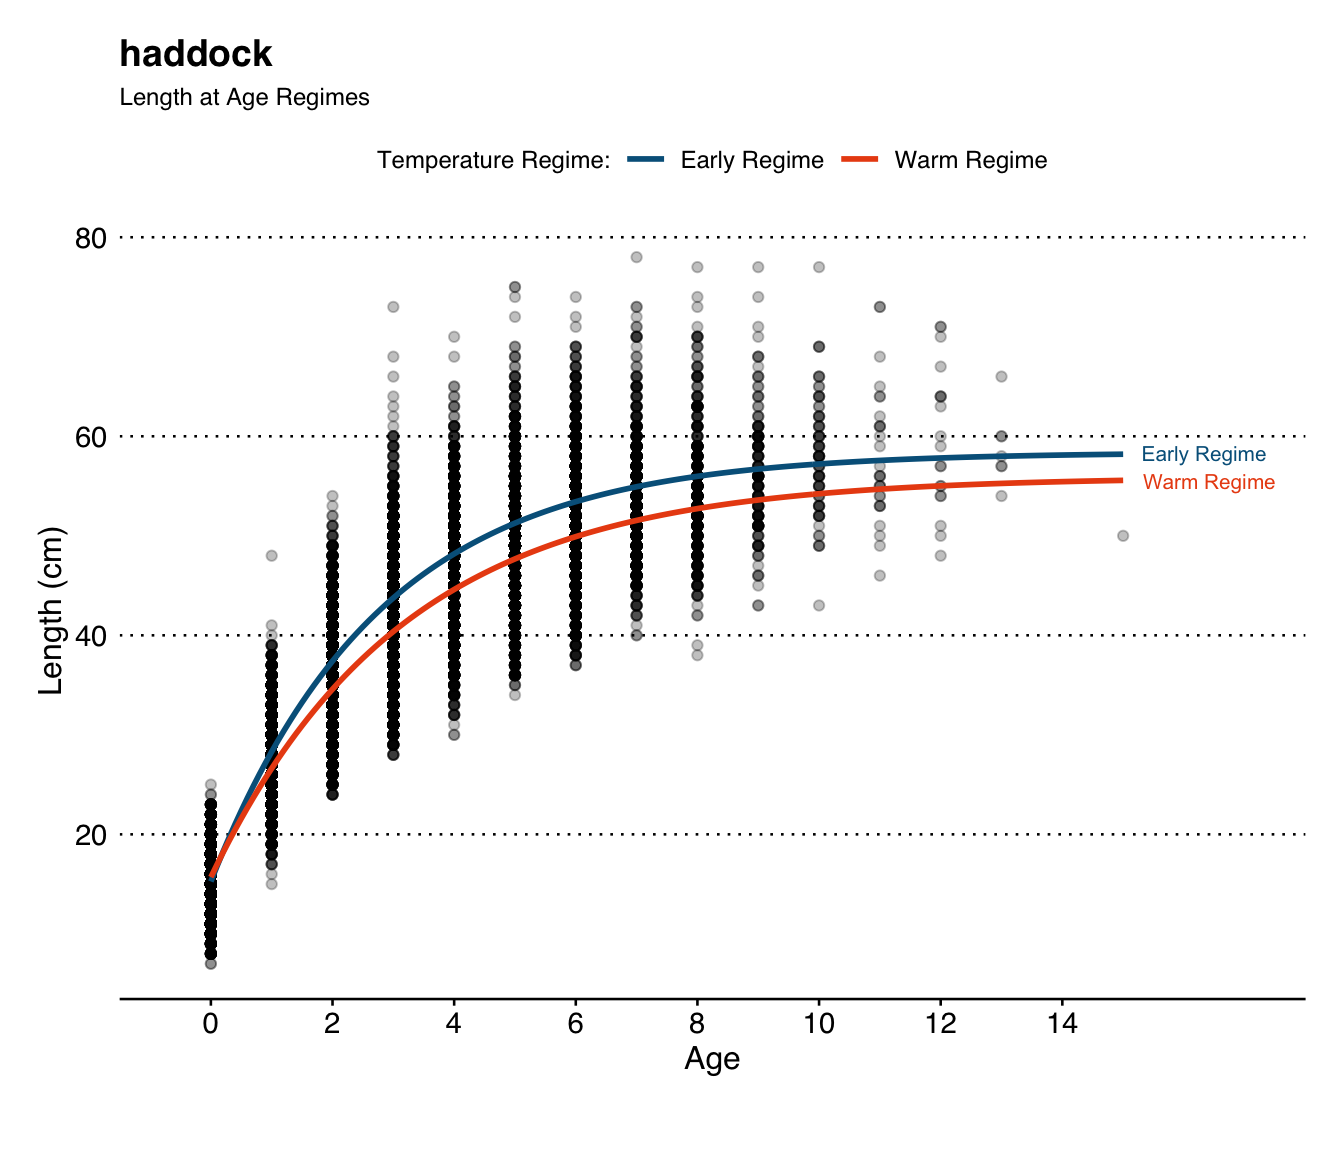 haddock
Length at Age Regimes
Temperature Regime: Early Regime Warm Regime
80
60
40
20
Length (cm)
Early Regime
Warm Regime
0 2 4 6 8 10 12 14
Age